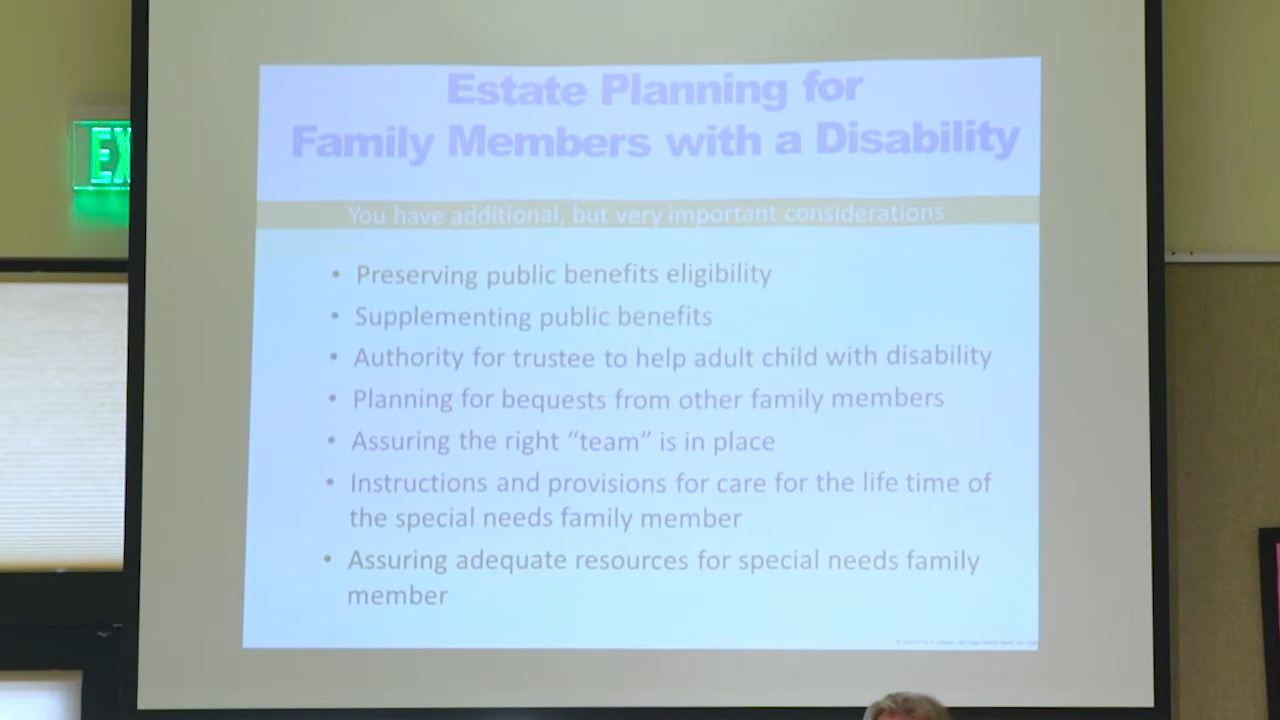 Estate Planning for
Family Members with a Disability
EX
You have additional, but very important considerations
• Preserving public benefits eligibility
• Supplementing public benefits
• Authority for trustee to help adult child with disability
• Planning for bequests from other family members
• Assuring the right “team” is in place
• Instructions and provisions for care for the life time of
the special needs family member
• Assuring adequate resources for special needs family
member